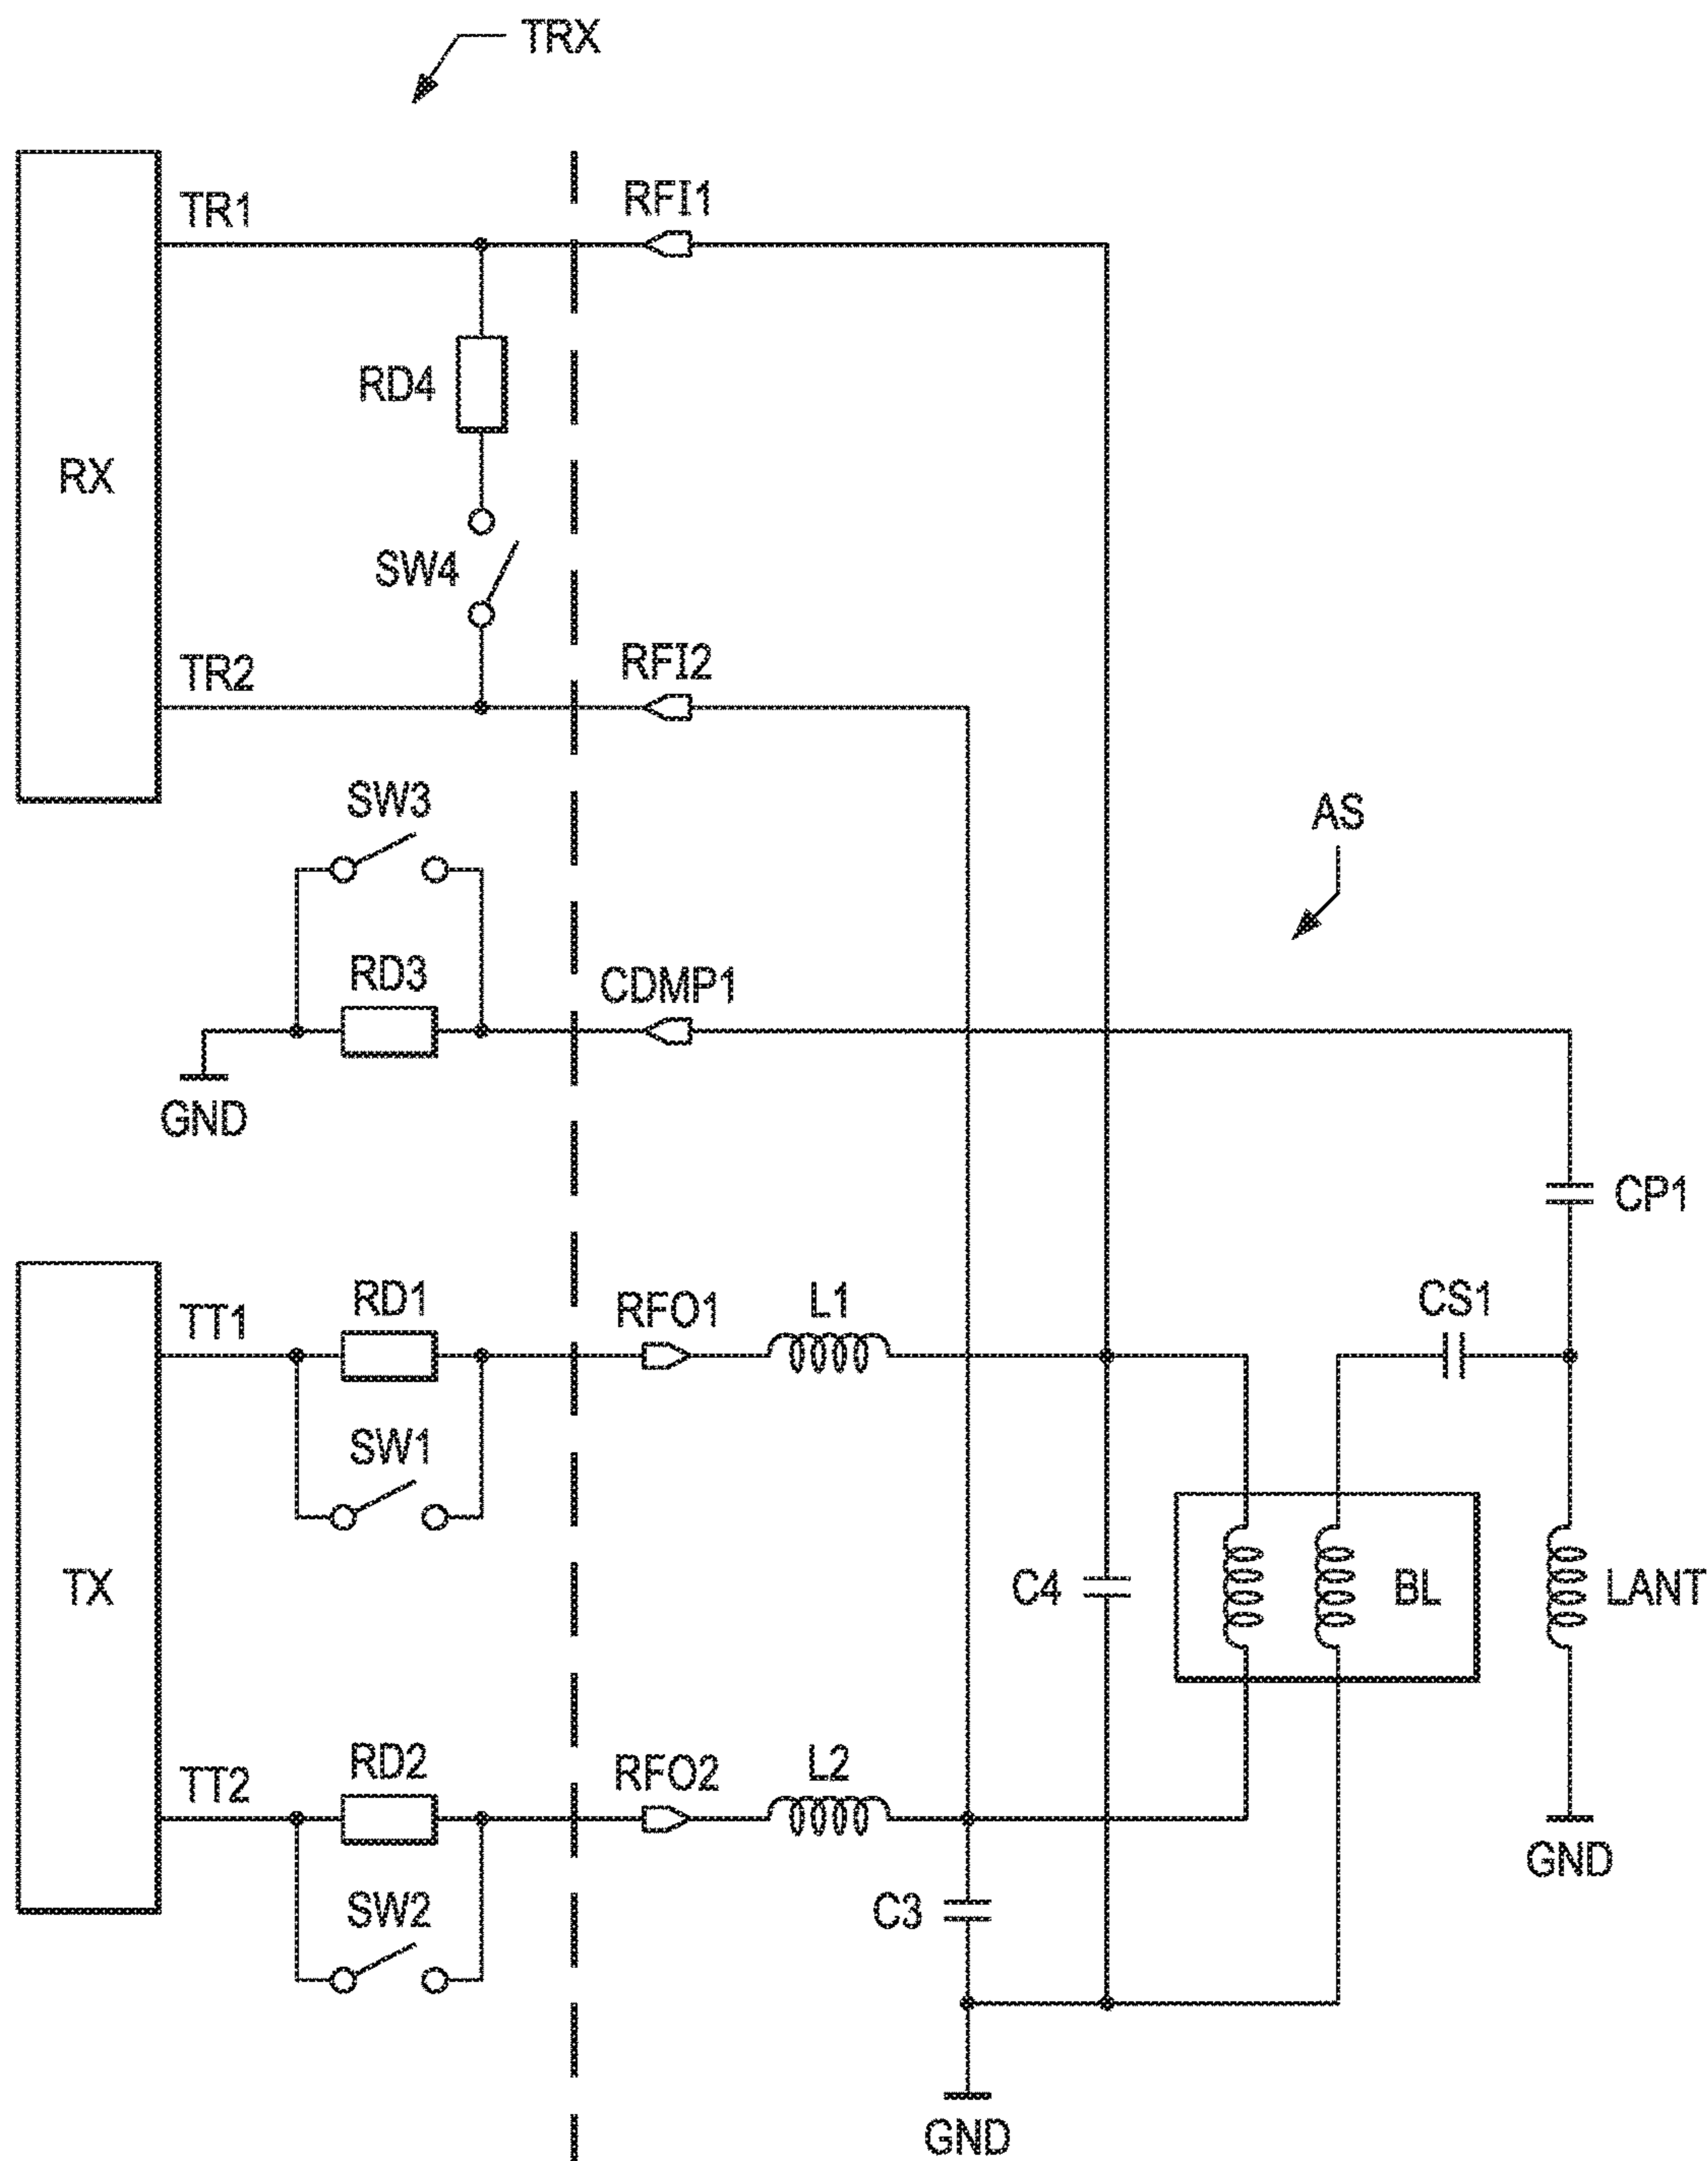 TRX
TR1
RFI1
RD4
RX
SW4
TR2
RFI2
SW3
AS
RD3
CDMP1
GND
CP1
TT1
RD1
RFO1
L1
CS1
SW1
TX
C4
BL
LANT
TT2
RD2
RFO2
L2
GND
SW2
C3
GND